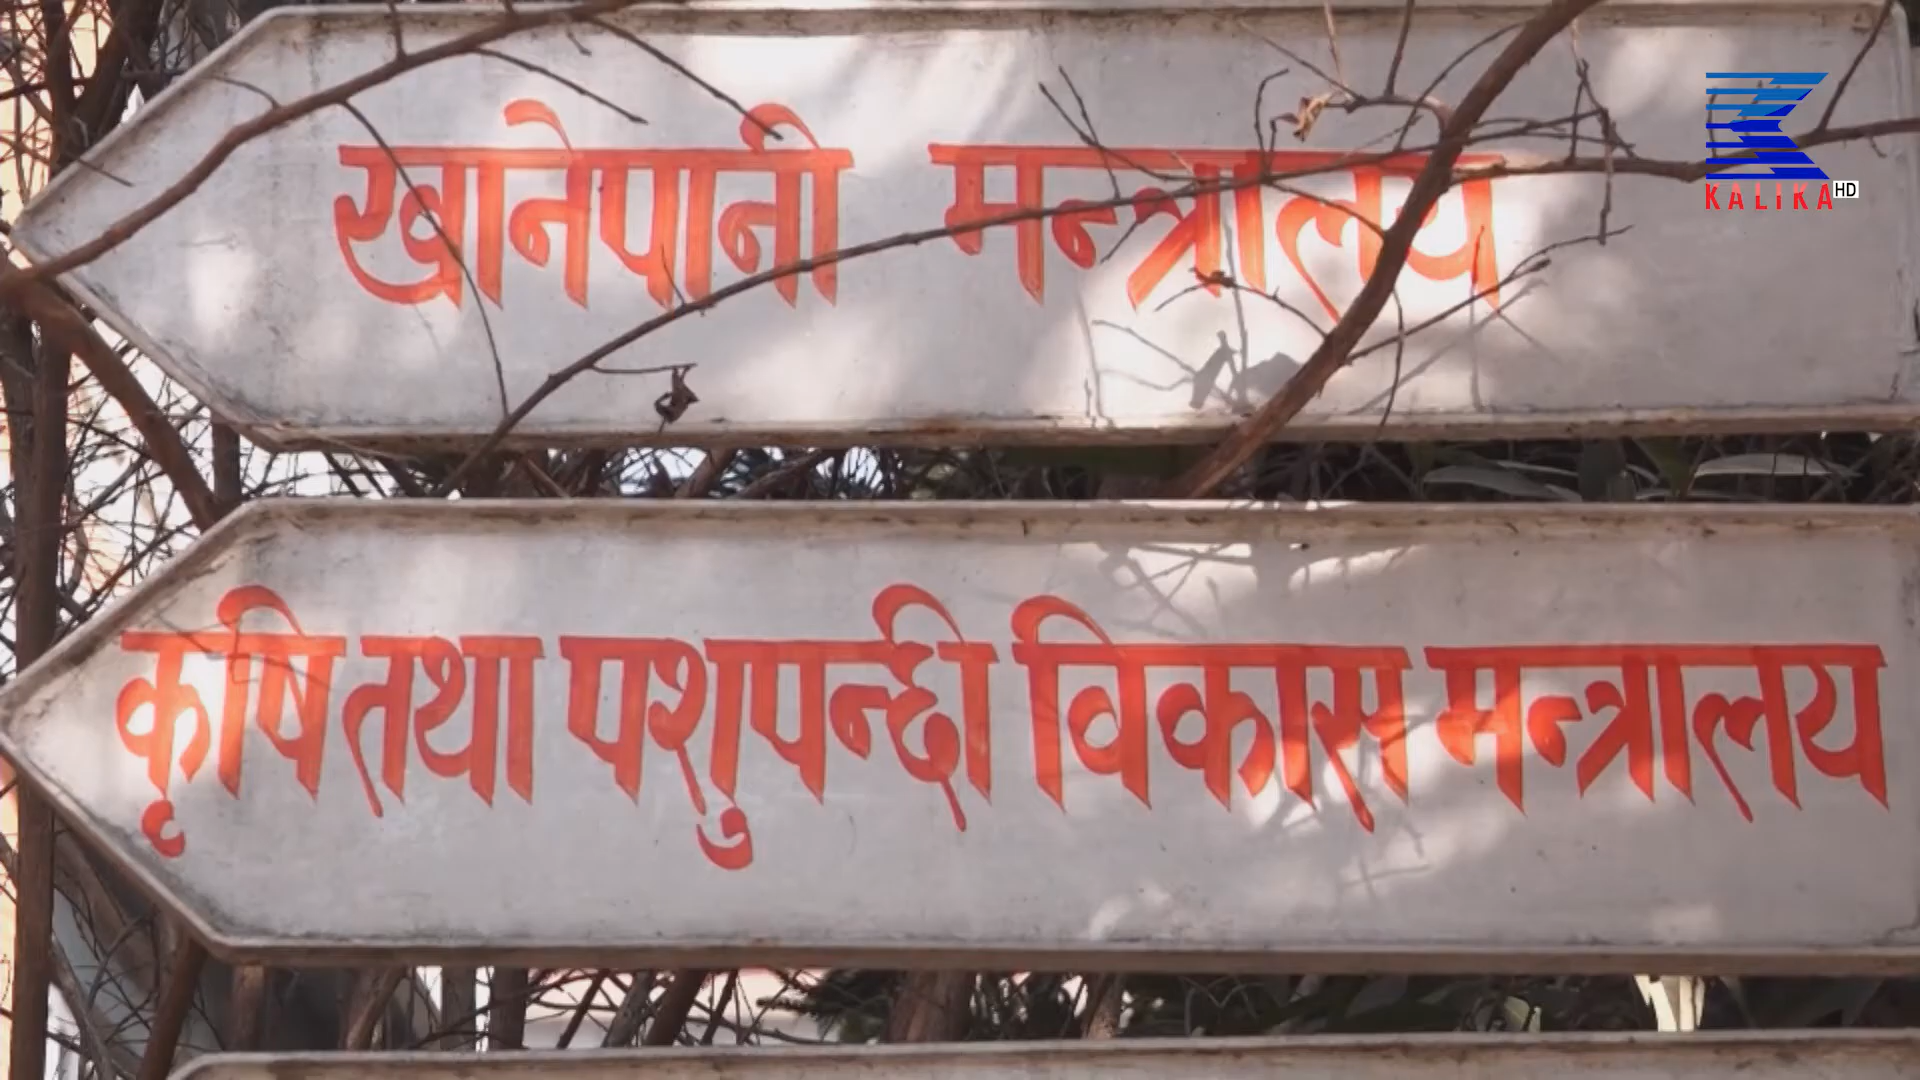 खानेपानी मन्त्रालय
KALIKA HD
कृषि तथा पशुपन्छी विकास मन्त्रालय